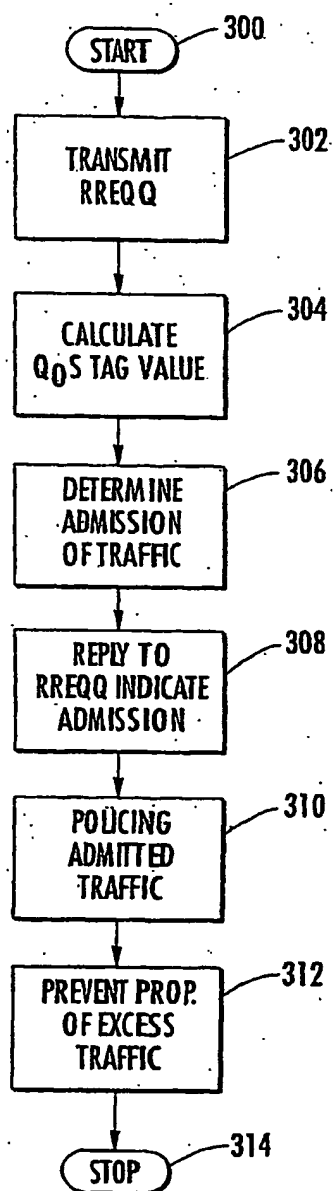 START
300
TRANSMIT
RREQ Q
302
CALCULATE
QOS TAG VALUE
304
DETERMINE
ADMISSION
OF TRAFFIC
306
REPLY TO
RREQQ INDICATE
ADMISSION
308
POLICING
ADMITTED
TRAFFIC
310
PREVENT PROP.
OF EXCESS
TRAFFIC
312
STOP
314